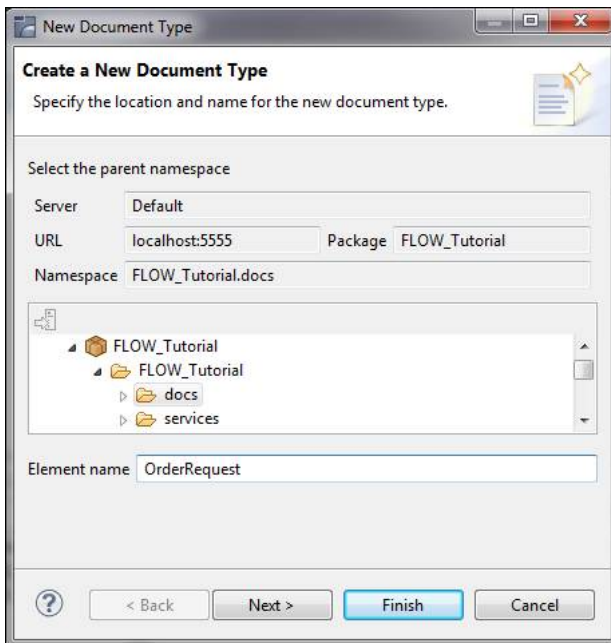 New Document Type
Create a New Document Type
Specify the location and name for the new document type.
Select the parent namespace
Server Default
URL localhost:5555 Package FLOW_Tutorial
Namespace FLOW_Tutorial.docs
FLOW_Tutorial
FLOW_Tutorial
docs
services
Element name OrderRequest
? < Back Next > Finish Cancel